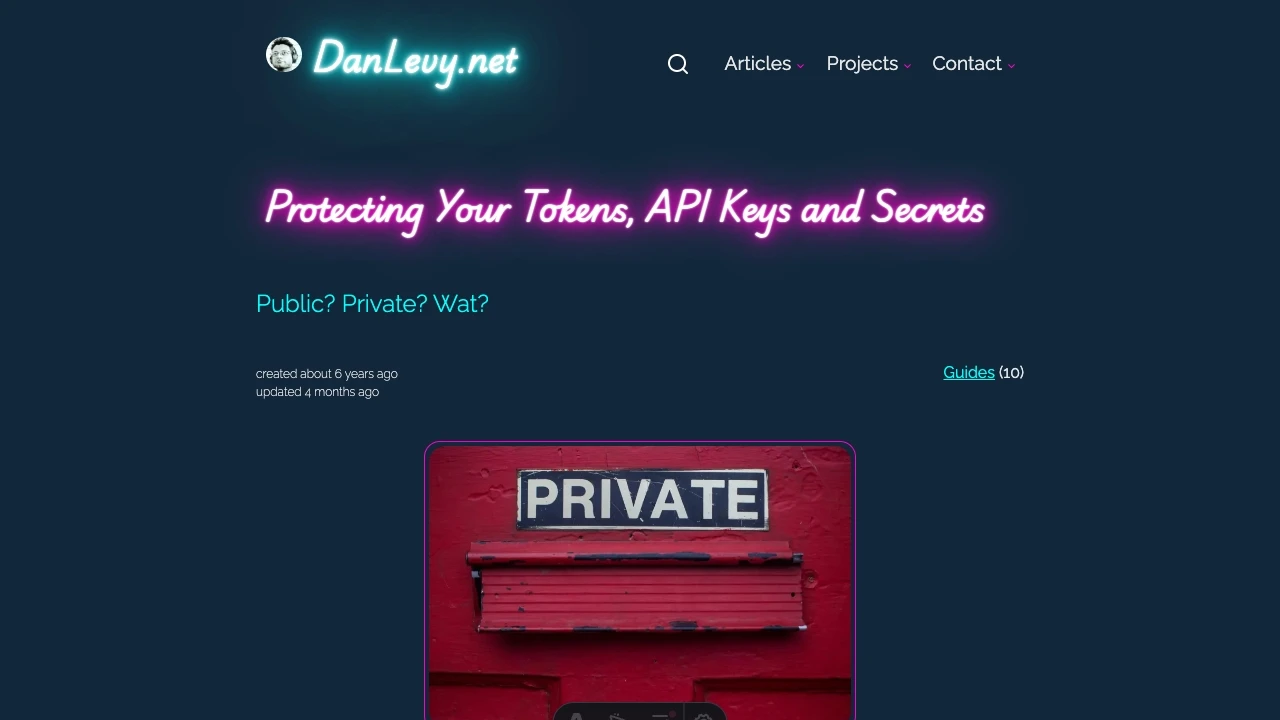 DanLevy.net
Articles
Projects
Contact
Protecting Your Tokens, API Keys and Secrets
Public? Private? Wat?
created about 6 years ago
updated 4 months ago
Guides (10)
PRIVATE